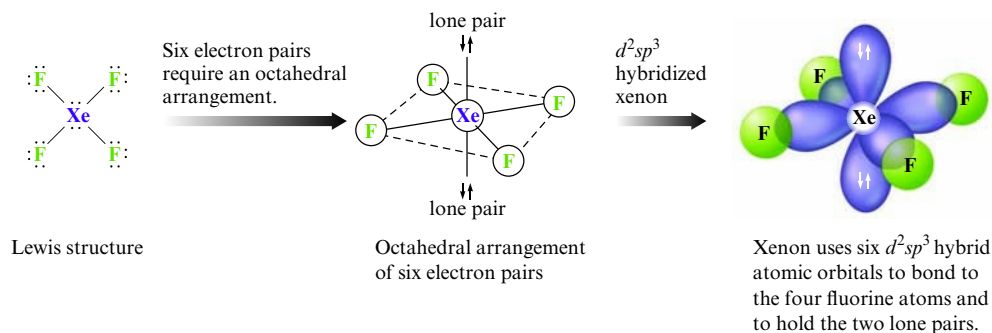 F F
Xe
F F
Lewis structure
Six electron pairs
require an octahedral
arrangement.
lone pair
F
Xe F
F
F
lone pair
Octahedral arrangement
of six electron pairs
d²sp³
hybridized
xenon
F
F
Xe
F
F
Xenon uses six d²sp³ hybrid
atomic orbitals to bond to
the four fluorine atoms and
to hold the two lone pairs.